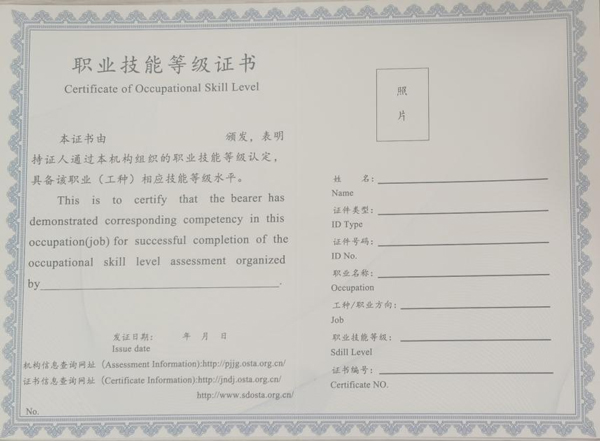 职业技能等级证书
Certificate of Occupational Skill Level
本证书由 颁发，表明
持证人通过本机构组织的职业技能等级认定，
具备该职业（工种）相应技能等级水平。
This is to certify that the bearer has
demonstrated corresponding competency in this
occupation(job) for successful completion of the
occupational skill level assessment organized
by .
发证日期： 年 月 日
Issue date
机构信息查询网址（Assessment Information):http://pjjg.osta.org.cn/
证书信息查询网址（Certificate Information):http://jndj.osta.org.cn/
http://www.sdosta.org.cn/
No.
照
片
姓 名：
Name
证件类型：
ID Type
证件号码：
ID No.
职业名称：
Occupation
工种/职业方向：
Job
职业技能等级：
Sdill Level
证书编号：
Certificate NO.